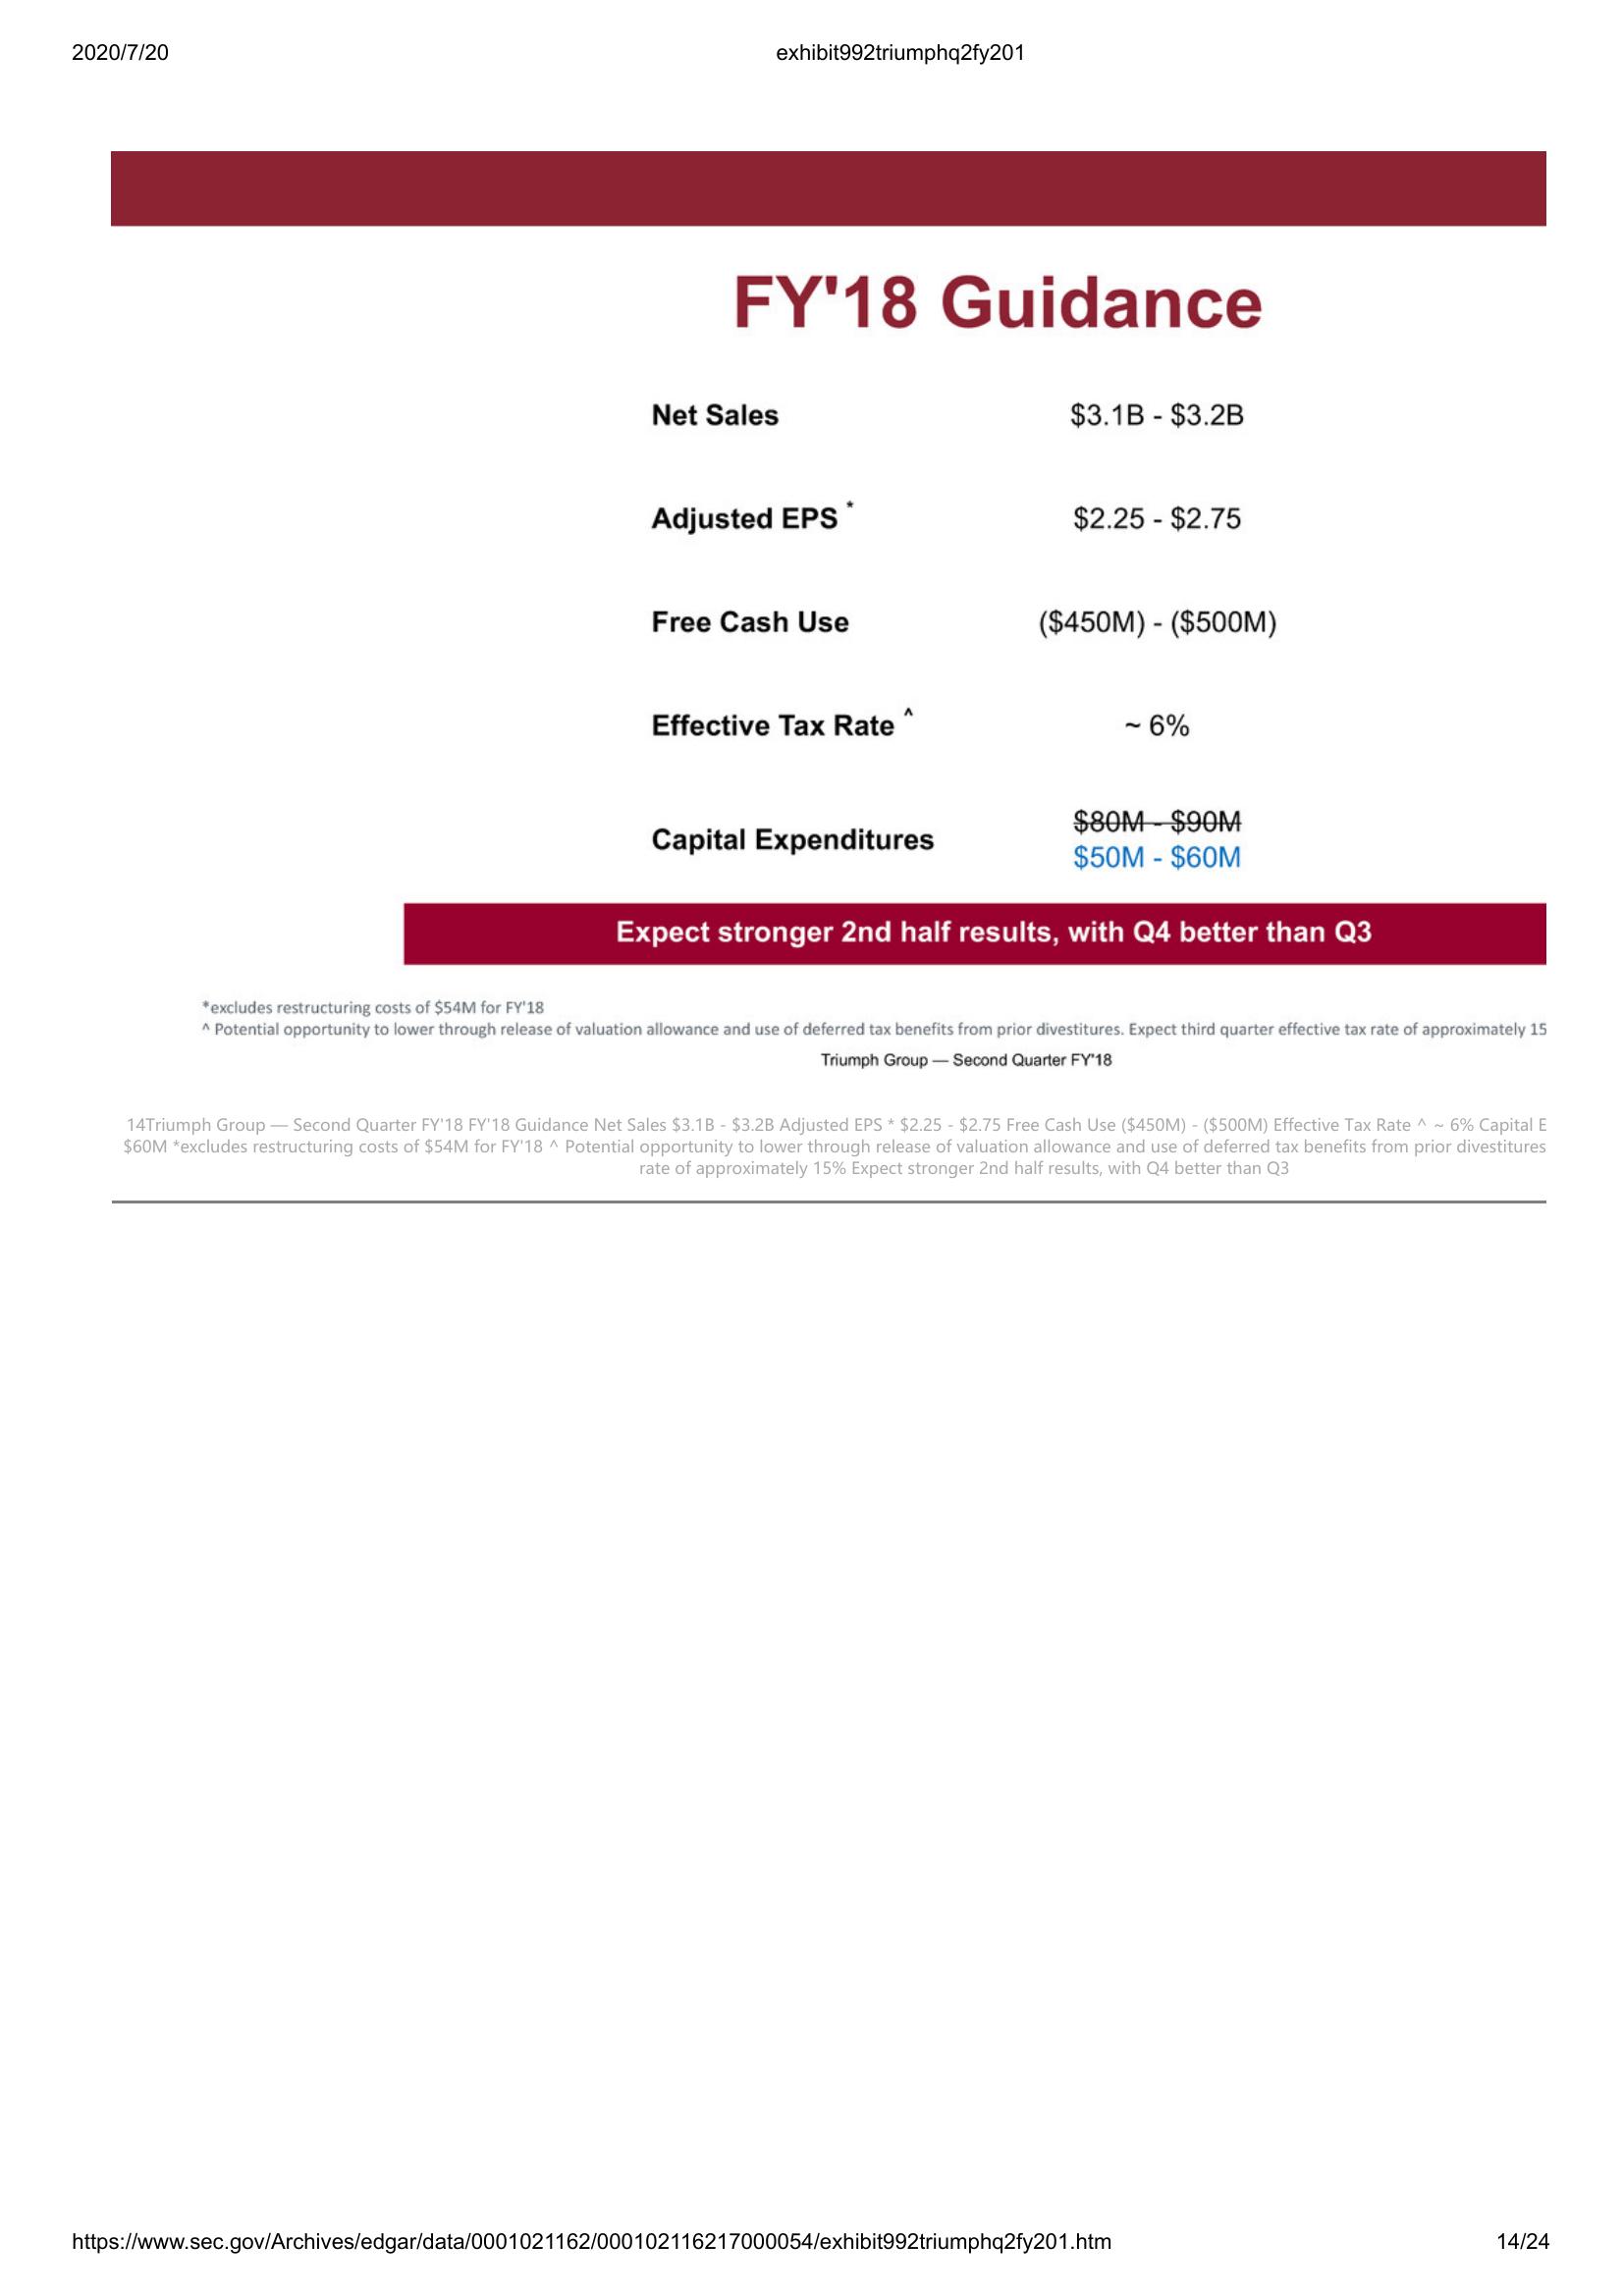 2020/7/20 exhibit992triumphq2fy201
FY'18 Guidance
Net Sales $3.1B - $3.2B
Adjusted EPS * $2.25 - $2.75
Free Cash Use ($450M) - ($500M)
Effective Tax Rate ^ ~ 6%
$80M - $90M
Capital Expenditures
$50M - $60M
Expect stronger 2nd half results, with Q4 better than Q3
*excludes restructuring costs of $54M for FY'18
^ Potential opportunity to lower through release of valuation allowance and use of deferred tax benefits from prior divestitures. Expect third quarter effective tax rate of approximately 15
Triumph Group — Second Quarter FY'18
14Triumph Group — Second Quarter FY'18 FY'18 Guidance Net Sales $3.1B - $3.2B Adjusted EPS * $2.25 - $2.75 Free Cash Use ($450M) - ($500M) Effective Tax Rate ^ ~ 6% Capital E
$60M *excludes restructuring costs of $54M for FY'18 ^ Potential opportunity to lower through release of valuation allowance and use of deferred tax benefits from prior divestitures
rate of approximately 15% Expect stronger 2nd half results, with Q4 better than Q3
https://www.sec.gov/Archives/edgar/data/0001021162/000102116217000054/exhibit992triumphq2fy201.htm 14/24